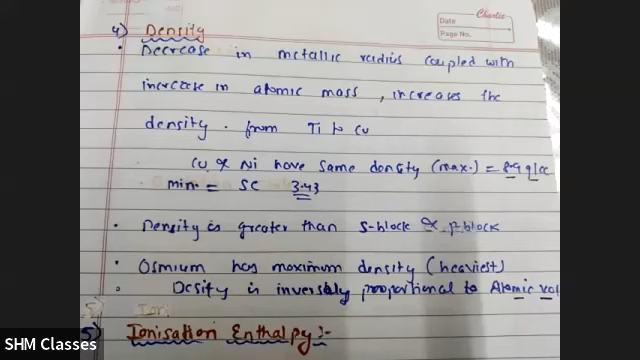 Classic
Date
Page No.
4) Density
• Decrease in metallic radius coupled with
increase in atomic mass, increases the
density. from Ti to Cu
Cu & Ni have same density (max.) = 8.9 g/cc
min. = SC 3.43
• Density is greater than S-block & p-block
• Osmium has maximum density (heaviest)
• Desity is inversely proportional to Atomic vol
5) Ionisation Enthalpy:-
SHM Classes